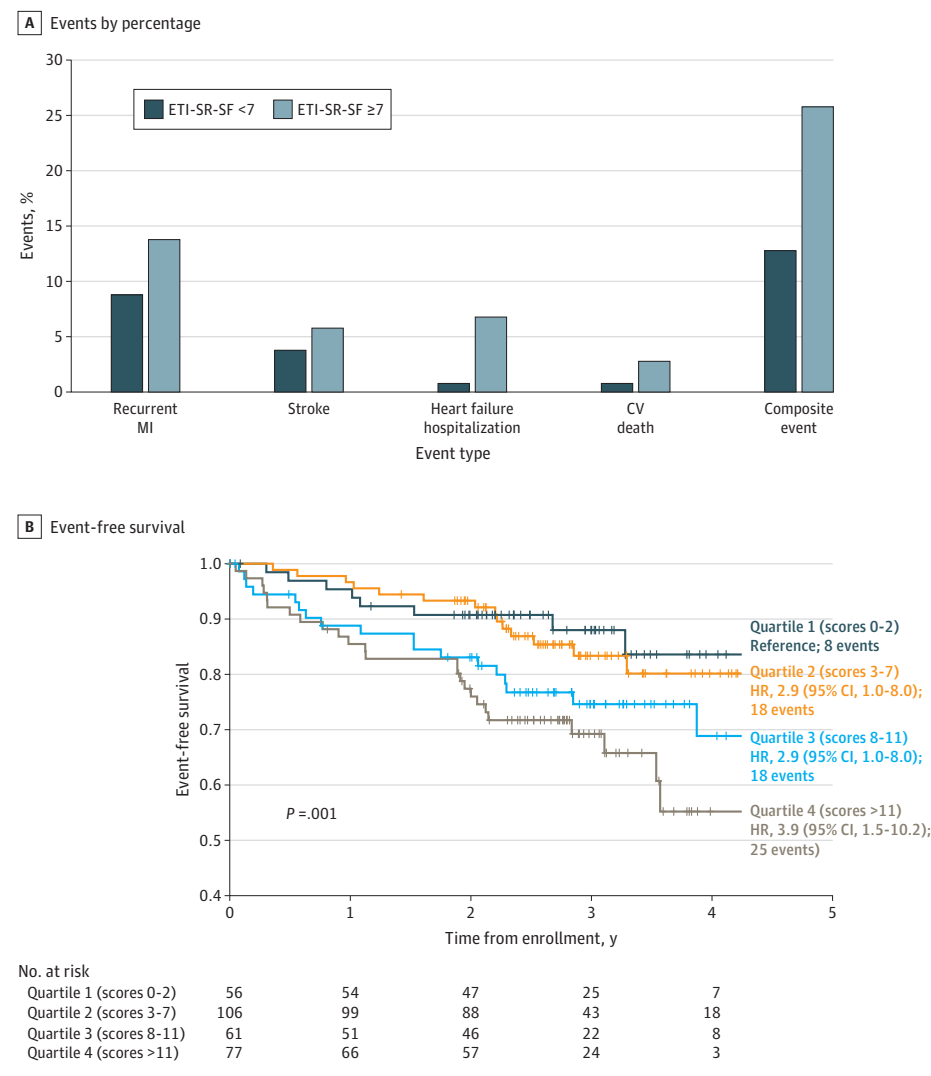 A Events by percentage
30
25
20
15
10
5
0
Events, %
ETI-SR-SF <7
ETI-SR-SF ≥7
Recurrent
MI
Stroke
Heart failure
hospitalization
CV
death
Composite
event
Event type
B Event-free survival
1.0
0.9
0.8
0.7
0.6
0.5
0.4
Event-free survival
P =.001
Quartile 1 (scores 0-2)
Reference; 8 events
Quartile 2 (scores 3-7)
HR, 2.9 (95% CI, 1.0-8.0);
18 events
Quartile 3 (scores 8-11)
HR, 2.9 (95% CI, 1.0-8.0);
18 events
Quartile 4 (scores >11)
HR, 3.9 (95% CI, 1.5-10.2);
25 events)
0 1 2 3 4 5
Time from enrollment, y
No. at risk
Quartile 1 (scores 0-2) 56 54 47 25 7
Quartile 2 (scores 3-7) 106 99 88 43 18
Quartile 3 (scores 8-11) 61 51 46 22 8
Quartile 4 (scores >11) 77 66 57 24 3